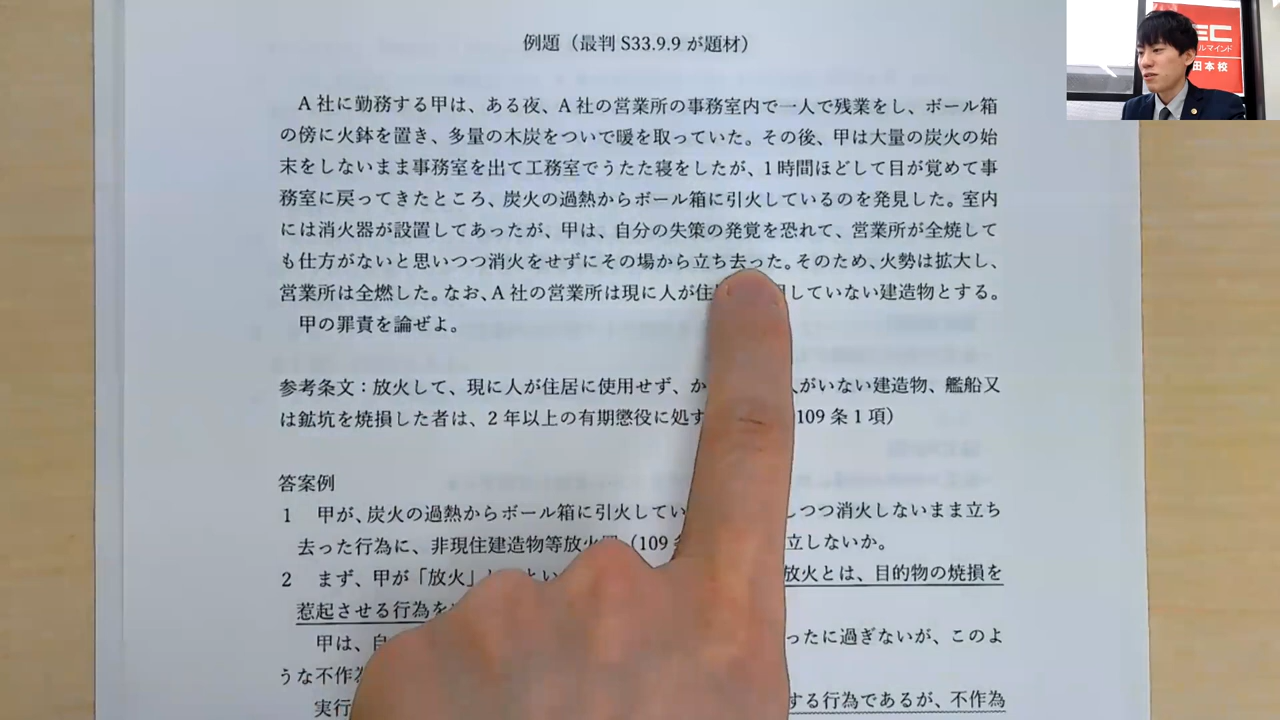 例題（最判 S33.9.9 が題材）
A 社に勤務する甲は、ある夜、A 社の営業所の事務室内で一人で残業をし、ボール箱
の傍に火鉢を置き、多量の木炭をついで暖を取っていた。その後、甲は大量の炭火の始
末をしないまま事務室を出て工務室でうたた寝をしたが、1 時間ほどして目が覚めて事
務室に戻ってきたところ、炭火の過熱からボール箱に引火しているのを発見した。室内
には消火器が設置してあったが、甲は、自分の失策の発覚を恐れて、営業所が全焼して
も仕方がないと思いつつ消火をせずにその場から立ち去った。そのため、火勢は拡大し、
営業所は全燃した。なお、A 社の営業所は現に人が住 していない建造物とする。
甲の罪責を論ぜよ。
参考条文：放火して、現に人が住居に使用せず、か 人がいない建造物、艦船又
は鉱坑を焼損した者は、2 年以上の有期懲役に処す 109 条 1 項）
答案例
1 甲が、炭火の過熱からボール箱に引火してい しつつ消火しないまま立ち
去った行為に、非現住建造物等放火 （109 立しないか。
2 まず、甲が「放火」 とい 放火とは、目的物の焼損を
惹起させる行為を
甲は、自 ったに過ぎないが、このよ
うな不作為
実行 する行為であるが、不作為
EC
ルマインド
田本校